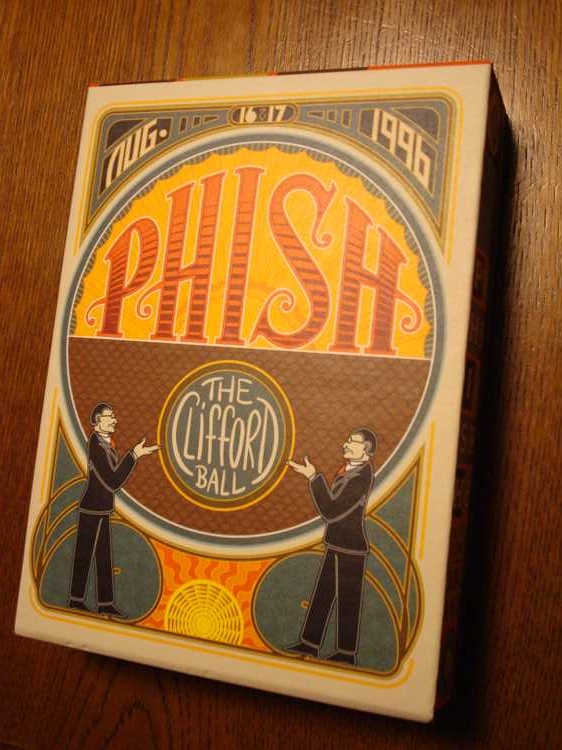 AUG. 16&17 1996
PHISH
THE
CLIFFORD
BALL